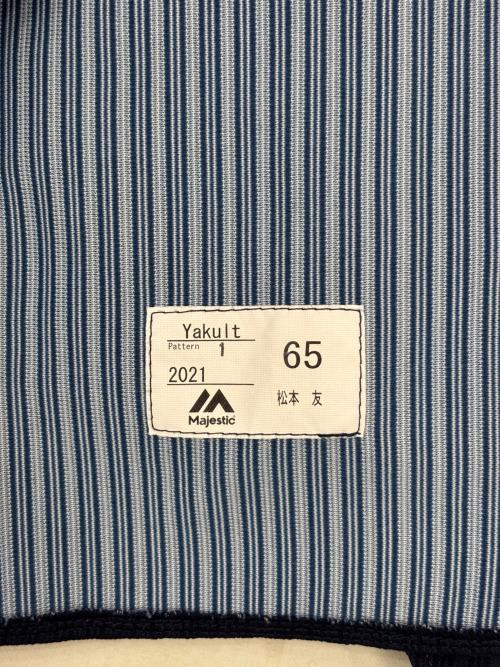 Yakult
Pattern 1
2021
Majestic
65
松本 友